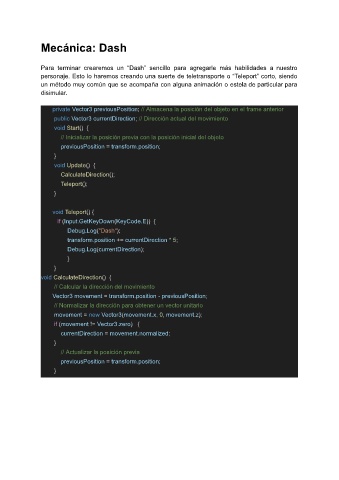 Mecánica: Dash
Para terminar crearemos un “Dash” sencillo para agregarle más habilidades a nuestro
personaje. Esto lo haremos creando una suerte de teletransporte o “Teleport” corto, siendo
un método muy común que se acompaña con alguna animación o estela de particular para
disimular.
private Vector3 previousPosition; // Almacena la posición del objeto en el frame anterior
public Vector3 currentDirection; // Dirección actual del movimiento
void Start() {
// Inicializar la posición previa con la posición inicial del objeto
previousPosition = transform.position;
}
void Update() {
CalculateDirection();
Teleport();
}
void Teleport() {
if (Input.GetKeyDown(KeyCode.E)) {
Debug.Log("Dash");
transform.position += currentDirection * 5;
Debug.Log(currentDirection);
}
}
void CalculateDirection() {
// Calcular la dirección del movimiento
Vector3 movement = transform.position - previousPosition;
// Normalizar la dirección para obtener un vector unitario
movement = new Vector3(movement.x, 0, movement.z);
if (movement != Vector3.zero) {
currentDirection = movement.normalized;
}
// Actualizar la posición previa
previousPosition = transform.position;
}